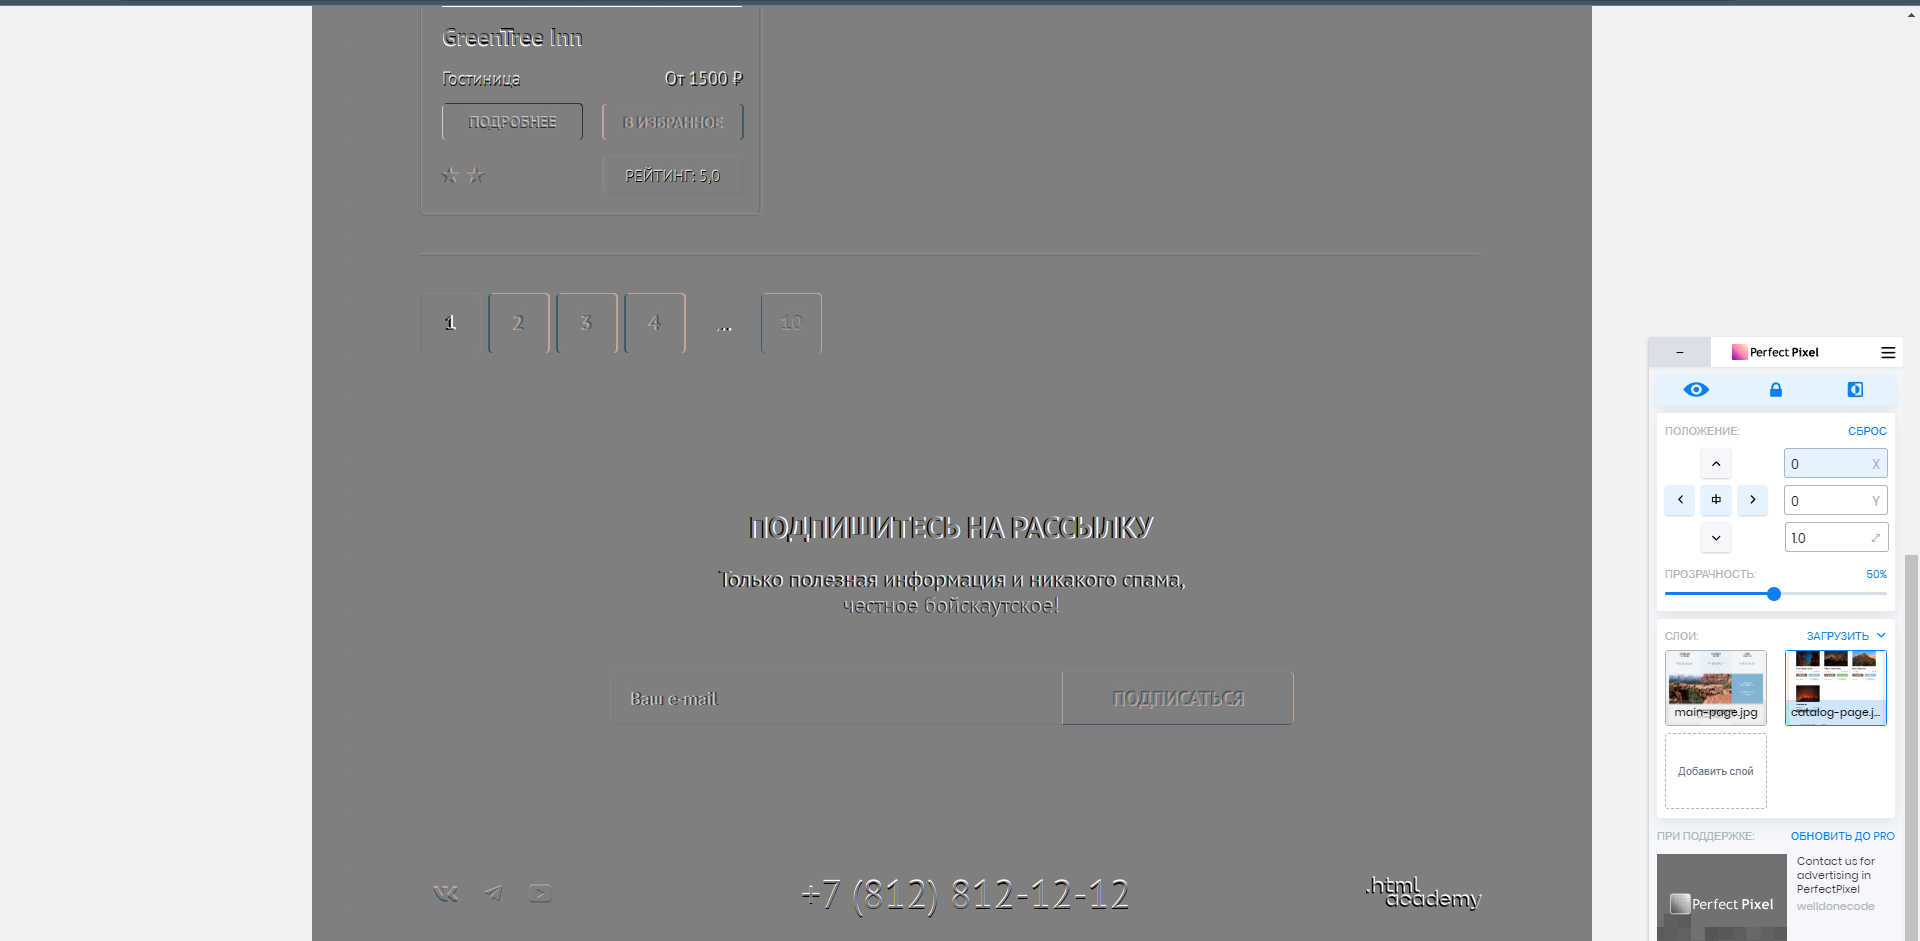 GreenTree Inn
Гостиница
От 1500 ₽
ПОДРОБНЕЕ
В ИЗБРАННОЕ
РЕЙТИНГ: 5,0
1
2
3
4
...
10
ПОДПИШИТЕСЬ НА РАССЫЛКУ
Только полезная информация и никакого спама,
честное бойскаутское!
Ваш e-mail
ПОДПИСАТЬСЯ
+7 (812) 812-12-12
.html
academy
Perfect Pixel
ПОЛОЖЕНИЕ:
СБРОС
0 X
0 Y
1.0
ПРОЗРАЧНОСТЬ:
50%
СЛОИ:
ЗАГРУЗИТЬ
main-page.jpg
catalog-page.j...
Добавить слой
ПРИ ПОДДЕРЖКЕ:
ОБНОВИТЬ ДО PRO
Perfect Pixel
Contact us for
advertising in
PerfectPixel
welldonecode